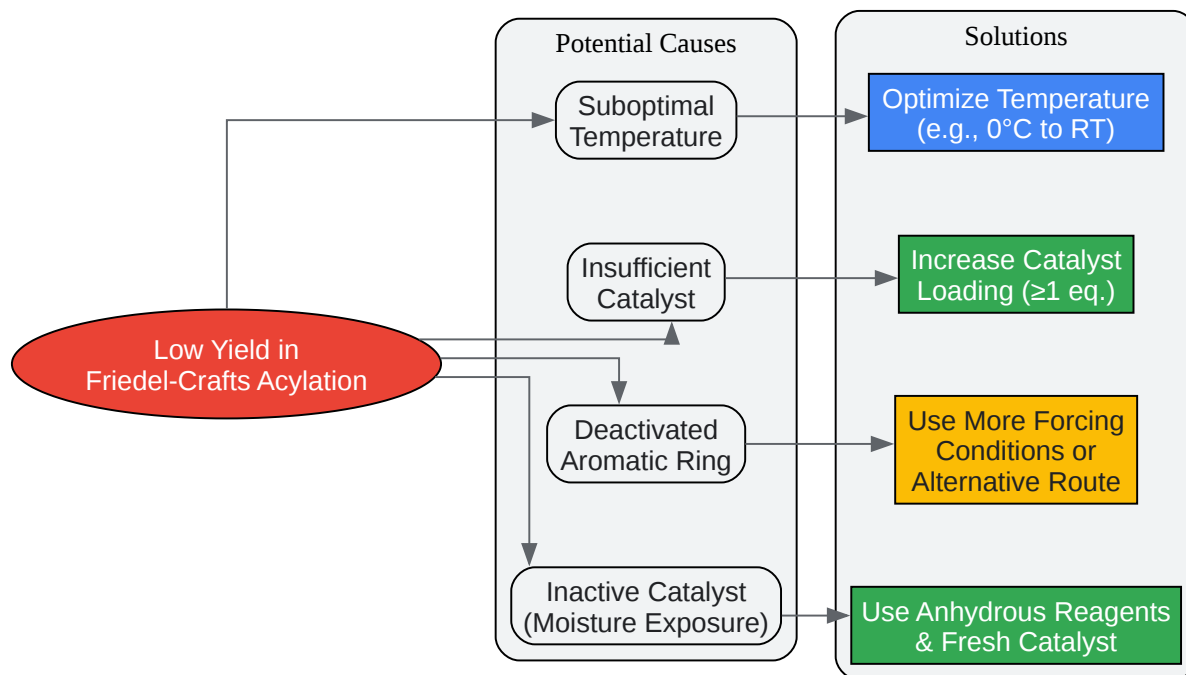 Potential Causes
Solutions
Suboptimal
Temperature
Optimize Temperature
(e.g., 0°C to RT)
Insufficient
Catalyst
Increase Catalyst
Loading (≥1 eq.)
Low Yield in
Friedel-Crafts Acylation
Deactivated
Aromatic Ring
Use More Forcing
Conditions or
Alternative Route
Inactive Catalyst
(Moisture Exposure)
Use Anhydrous Reagents
& Fresh Catalyst